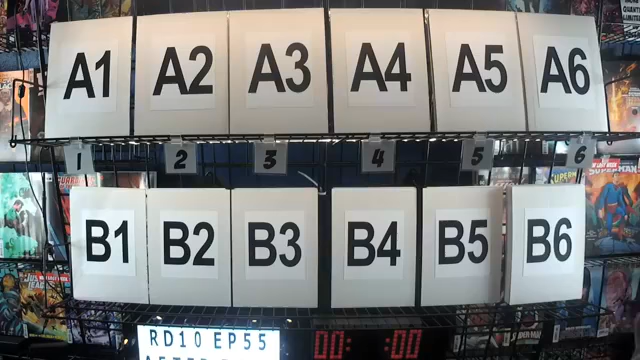 A1 A2 A3 A4 A5 A6
1 2 3 4 5 6
B1 B2 B3 B4 B5 B6
SUPERMAN
RD10 EP55
00 : 00